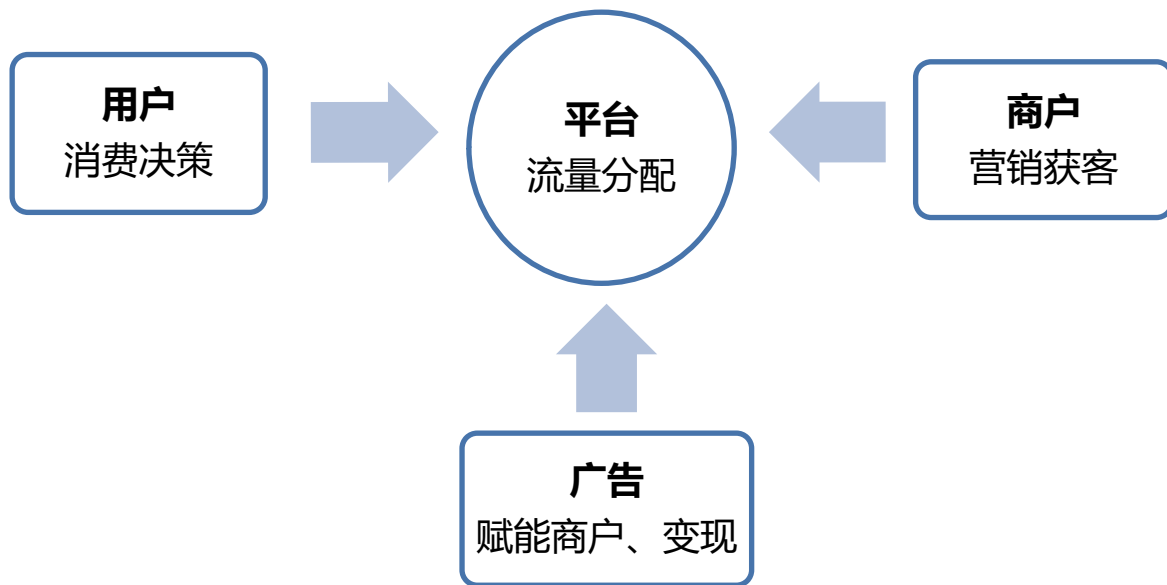 用户
消费决策
平台
流量分配
商户
营销获客
广告
赋能商户、变现